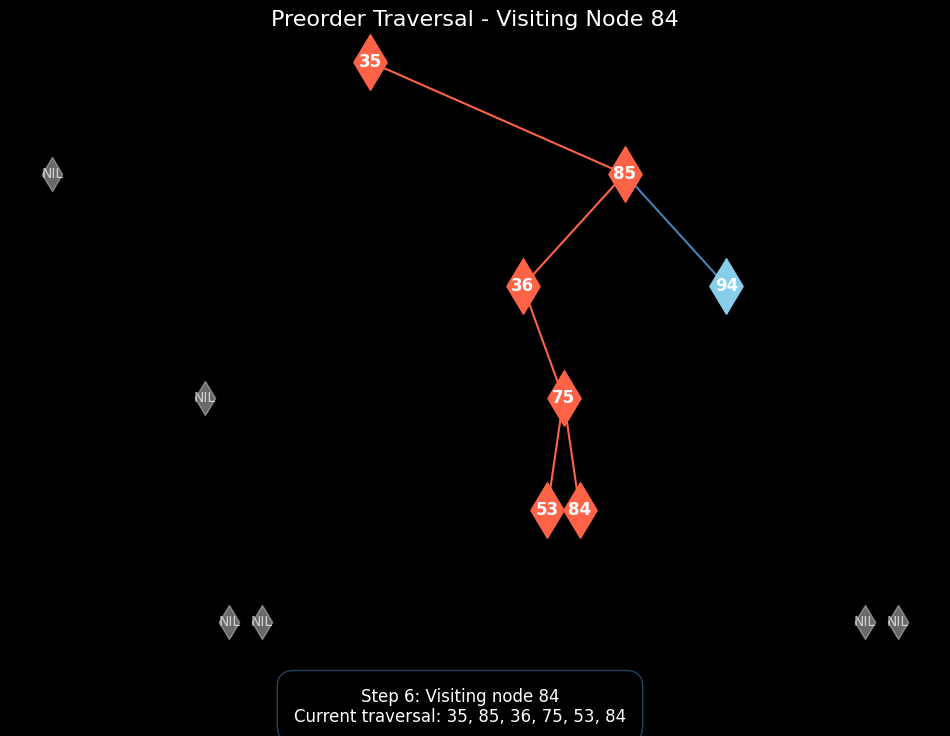 Preorder Traversal - Visiting Node 84
35
NIL
85
36
94
NIL
75
53
84
NIL
NIL
NIL
NIL
Step 6: Visiting node 84
Current traversal: 35, 85, 36, 75, 53, 84